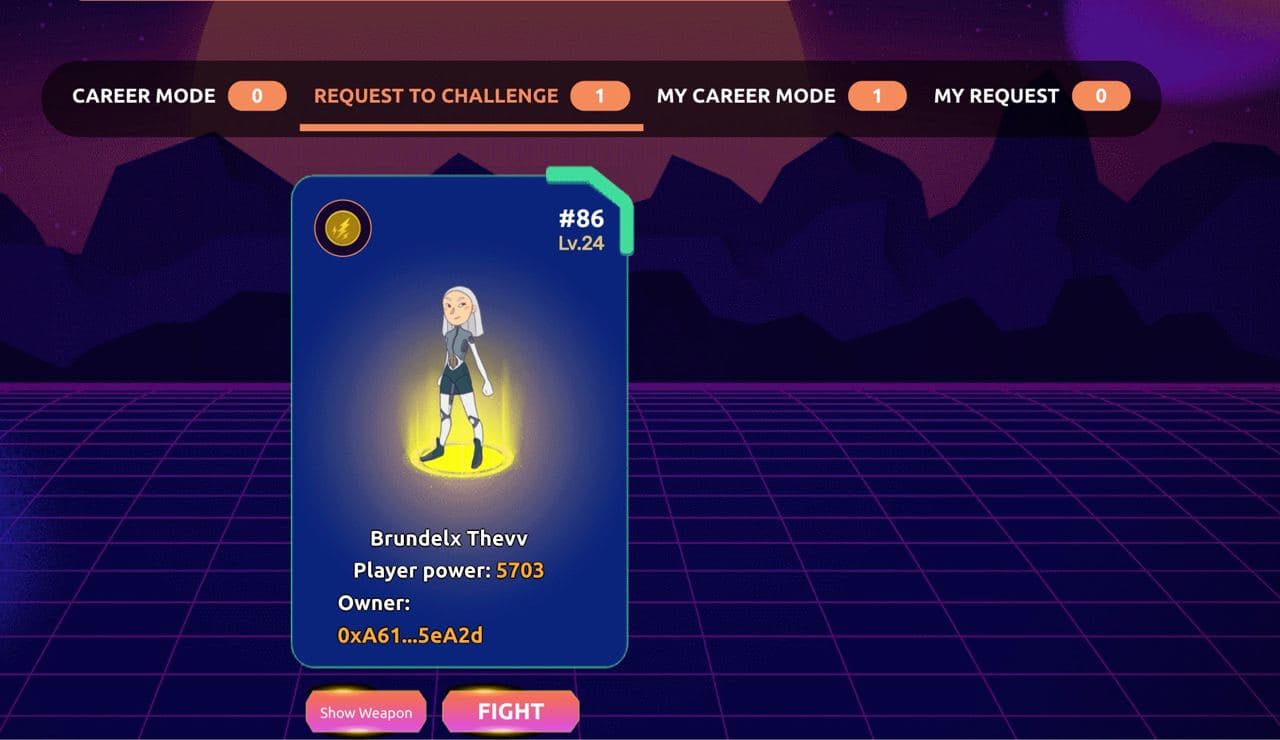 CAREER MODE 0 REQUEST TO CHALLENGE 1 MY CAREER MODE 1 MY REQUEST 0
#86
Lv.24
Brundelx Thevv
Player power: 5703
Owner:
0xA61...5eA2d
Show Weapon FIGHT